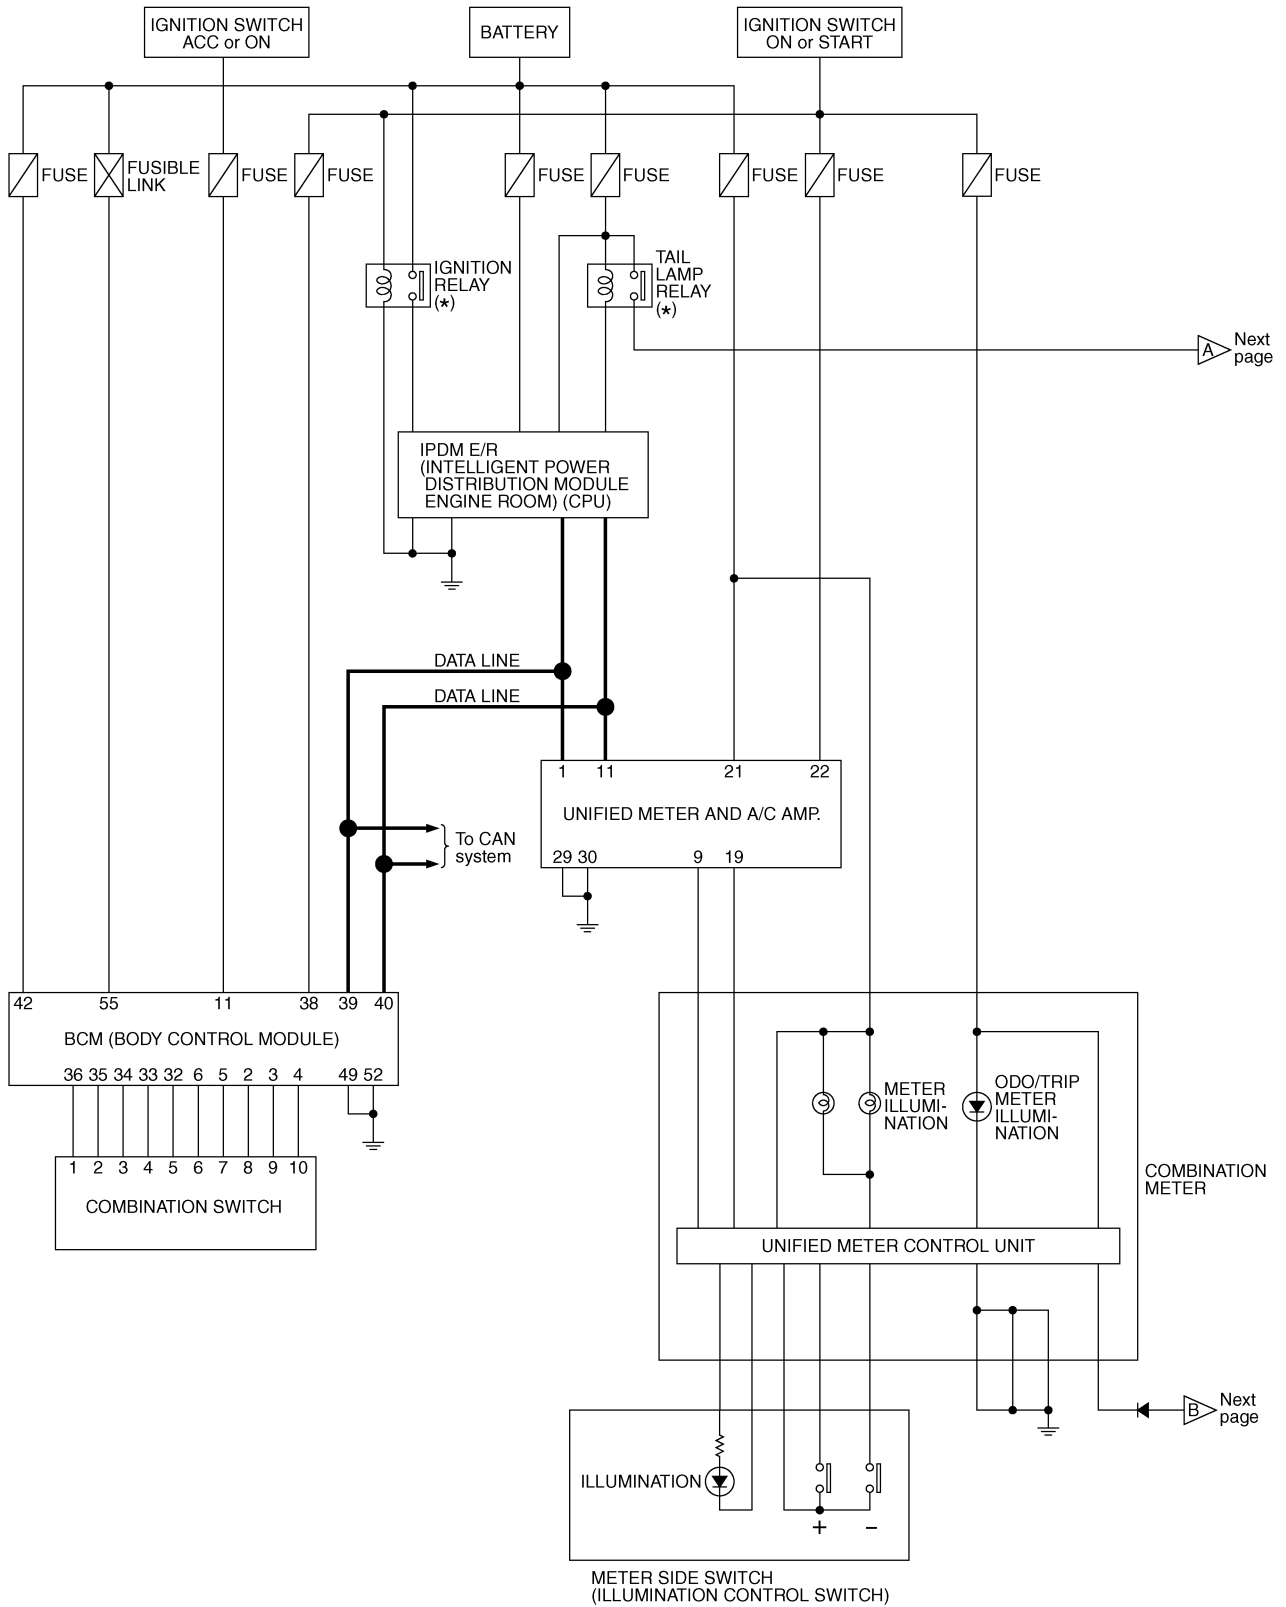 IGNITION SWITCH
ACC or ON
BATTERY
IGNITION SWITCH
ON or START
FUSE
FUSIBLE
LINK
FUSE
FUSE
FUSE
FUSE
FUSE
FUSE
FUSE
IGNITION
RELAY
(*)
TAIL
LAMP
RELAY
(*)
A
Next
page
IPDM E/R
(INTELLIGENT POWER
DISTRIBUTION MODULE
ENGINE ROOM) (CPU)
DATA LINE
DATA LINE
1 11 21 22
UNIFIED METER AND A/C AMP.
29 30 9 19
To CAN
system
42 55 11 38 39 40
BCM (BODY CONTROL MODULE)
36 35 34 33 32 6 5 2 3 4 49 52
1 2 3 4 5 6 7 8 9 10
COMBINATION SWITCH
METER
ILLUMI-
NATION
ODO/TRIP
METER
ILLUMI-
NATION
COMBINATION
METER
UNIFIED METER CONTROL UNIT
B
Next
page
ILLUMINATION
+ −
METER SIDE SWITCH
(ILLUMINATION CONTROL SWITCH)